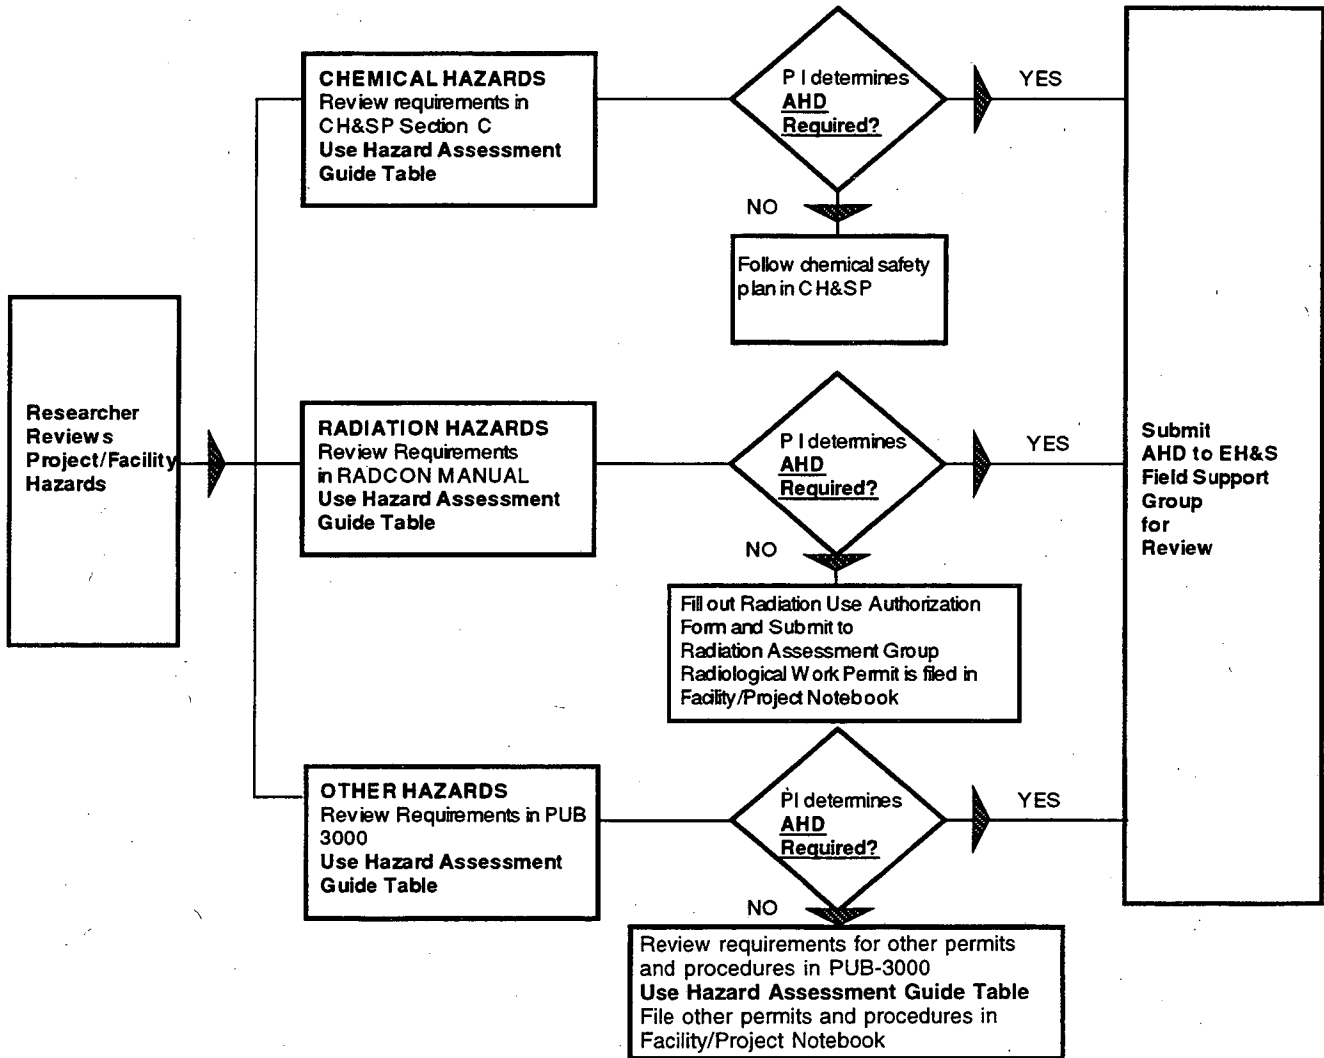 Researcher
Reviews
Project/Facility
Hazards
CHEMICAL HAZARDS
Review requirements in
CH&SP Section C
Use Hazard Assessment
Guide Table
P I determines
AHD
Required?
YES
NO
Follow chemical safety
plan in CH&SP
RADIATION HAZARDS
Review Requirements
in RADCON MANUAL
Use Hazard Assessment
Guide Table
P I determines
AHD
Required?
YES
NO
Fill out Radiation Use Authorization
Form and Submit to
Radiation Assessment Group
Radiological Work Permit is filed in
Facility/Project Notebook
OTHER HAZARDS
Review Requirements in PUB
3000
Use Hazard Assessment
Guide Table
PI determines
AHD
Required?
YES
NO
Review requirements for other permits
and procedures in PUB-3000
Use Hazard Assessment Guide Table
File other permits and procedures in
Facility/Project Notebook
Submit
AHD to EH&S
Field Support
Group
for
Review